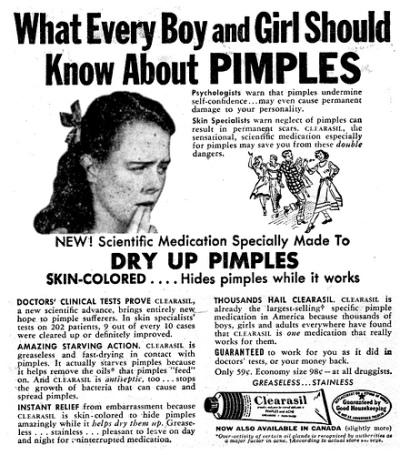 What Every Boy and Girl Should
Know About PIMPLES
Psychologists warn that pimples undermine
self-confidence...may even cause permanent
damage to your personality.
Skin Specialists warn neglect of pimples can
result in permanent scars. CLEARASIL, the
sensational, scientific medication especially
for pimples may save you from these double
dangers.
NEW! Scientific Medication Specially Made To
DRY UP PIMPLES
SKIN-COLORED .... Hides pimples while it works
DOCTORS' CLINICAL TESTS PROVE CLEARASIL,
a new scientific advance, brings entirely new
hope to pimple sufferers. In skin specialists'
tests on 202 patients, 9 out of every 10 cases
were cleared up or definitely improved.
AMAZING STARVING ACTION. CLEARASIL is
greaseless and fast-drying in contact with
pimples. It actually starves pimples because
it helps remove the oils* that pimples "feed"
on. And CLEARASIL is antiseptic, too...stops
the growth of bacteria that can cause and
spread pimples.
INSTANT RELIEF from embarrassment because
CLEARASIL is skin-colored to hide pimples
amazingly while it helps dry them up. Grease-
less...stainless...pleasant to leave on day
and night for uninterrupted medication.
THOUSANDS HAIL CLEARASIL. CLEARASIL is
already the largest-selling* specific pimple
medication in America because thousands of
boys, girls and adults everywhere have found
that CLEARASIL is one medication that really
works for them.
GUARANTEED to work for you as it did in
doctors' tests, or your money back.
Only 59¢. Economy size 98¢—at all druggists.
GREASELESS...STAINLESS
Clearasil
Guaranteed by
Good Housekeeping
NOW ALSO AVAILABLE IN CANADA (slightly more)
*Over-activity of certain oil glands is recognized by authorities as
a major factor in acne.